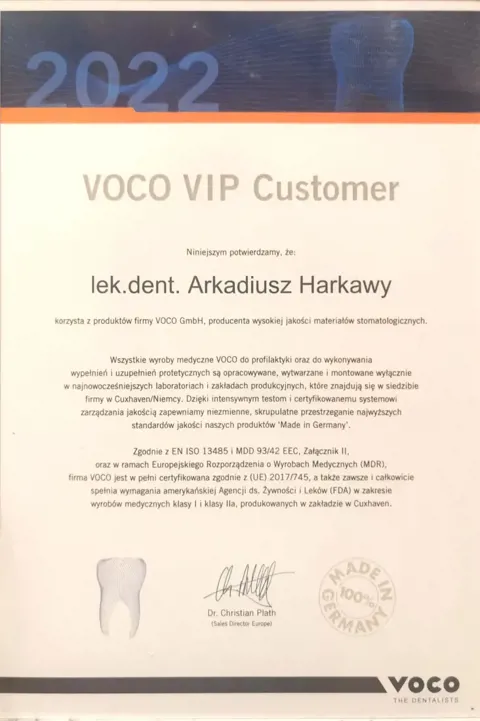 2022
VOCO VIP Customer
Niniejszym potwierdzamy, że:
lek.dent. Arkadiusz Harkawy
korzysta z produktów firmy VOCO GmbH, producenta wysokiej jakości materiałów stomatologicznych.
Wszystkie wyroby medyczne VOCO do profilaktyki oraz do wykonywania
wypełnień i uzupełnień protetycznych są opracowywane, wytwarzane i montowane wyłącznie
w najnowocześniejszych laboratoriach i zakładach produkcyjnych, które znajdują się w siedzibie
firmy w Cuxhaven/Niemcy. Dzięki intensywnym testom i certyfikowanemu systemowi
zarządzania jakością zapewniamy niezmienne, skrupulatne przestrzeganie najwyższych
standardów jakości naszych produktów 'Made in Germany'.
Zgodnie z EN ISO 13485 i MDD 93/42 EEC, Załącznik II,
oraz w ramach Europejskiego Rozporządzenia o Wyrobach Medycznych (MDR),
firma VOCO jest w pełni certyfikowana zgodnie z (UE) 2017/745, a także zawsze i całkowicie
spełnia wymagania amerykańskiej Agencji ds. Żywności i Leków (FDA) w zakresie
wyrobów medycznych klasy I i klasy IIa, produkowanych w zakładzie w Cuxhaven.
Dr. Christian Plath
(Sales Director Europe)
MADE IN
100%
GERMANY
VOCO
THE DENTALISTS